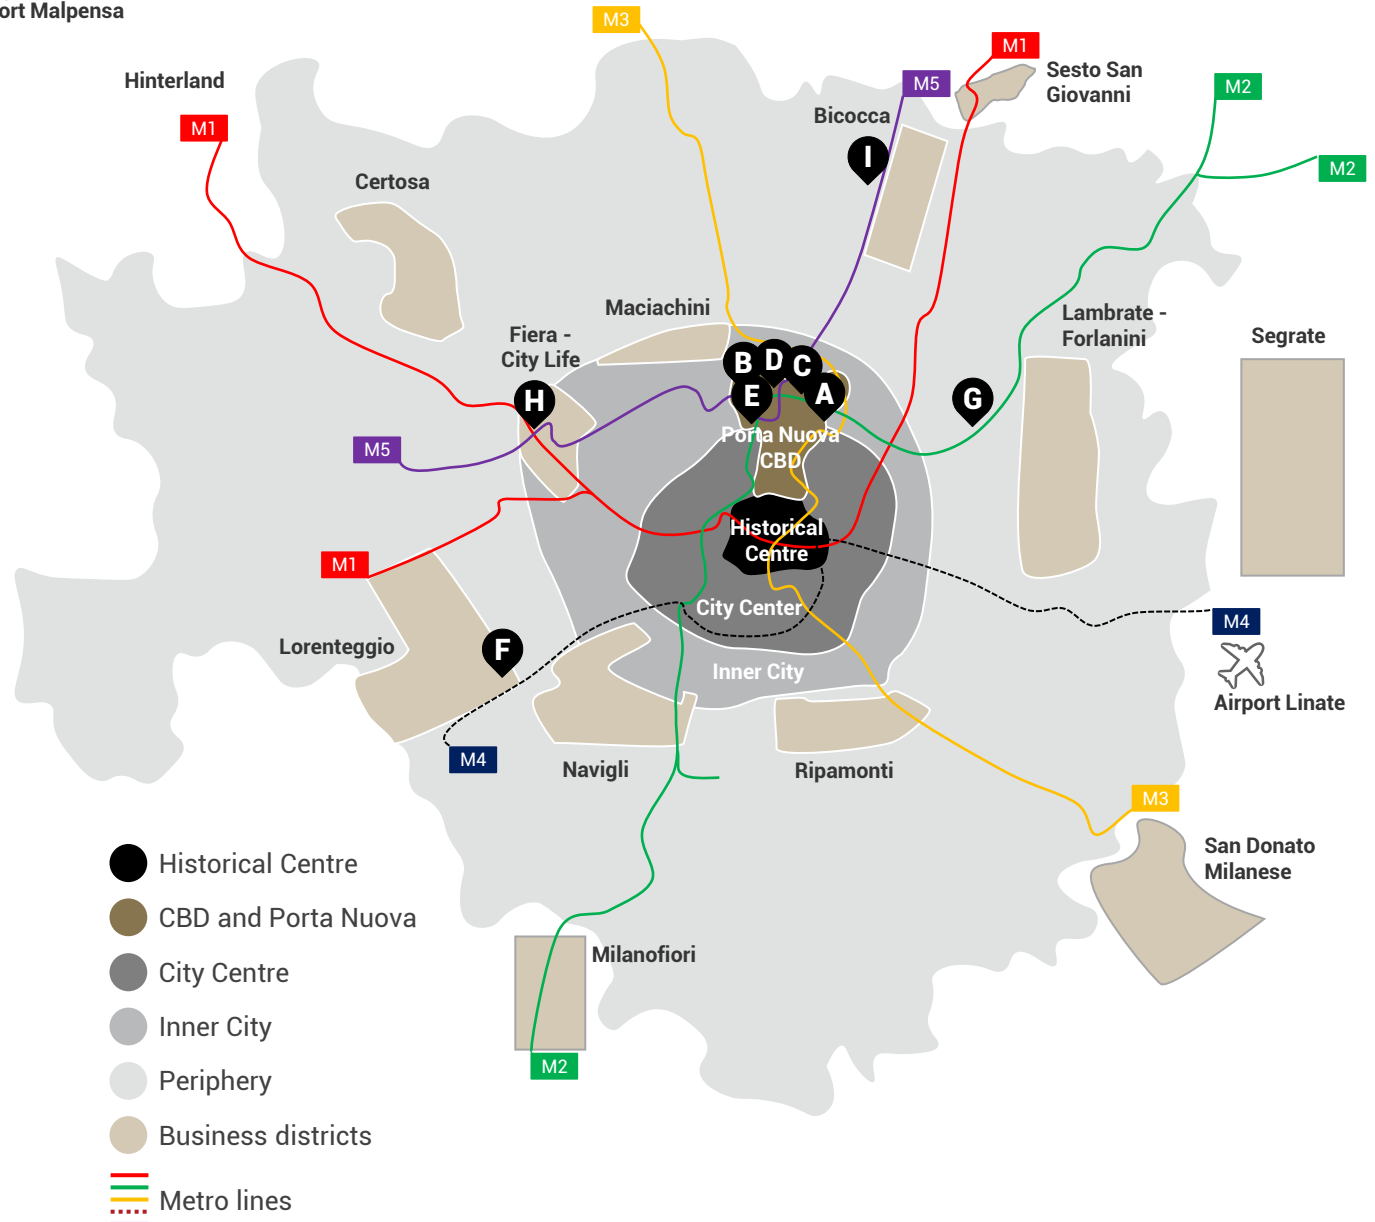 ort Malpensa
M3
M1
Sesto San
Giovanni
M5
M2
Hinterland
Bicocca
M1
I
M2
Certosa
Maciachini
Lambrate -
Forlanini
Fiera -
City Life
Segrate
B
D
C
H
E
A
G
Porta Nuova
CBD
M5
Historical
Centre
M1
City Center
M4
Lorenteggio
F
Inner City
Airport Linate
M4
Navigli
Ripamonti
M3
San Donato
Milanese
Milanofiori
M2
Historical Centre
CBD and Porta Nuova
City Centre
Inner City
Periphery
Business districts
Metro lines